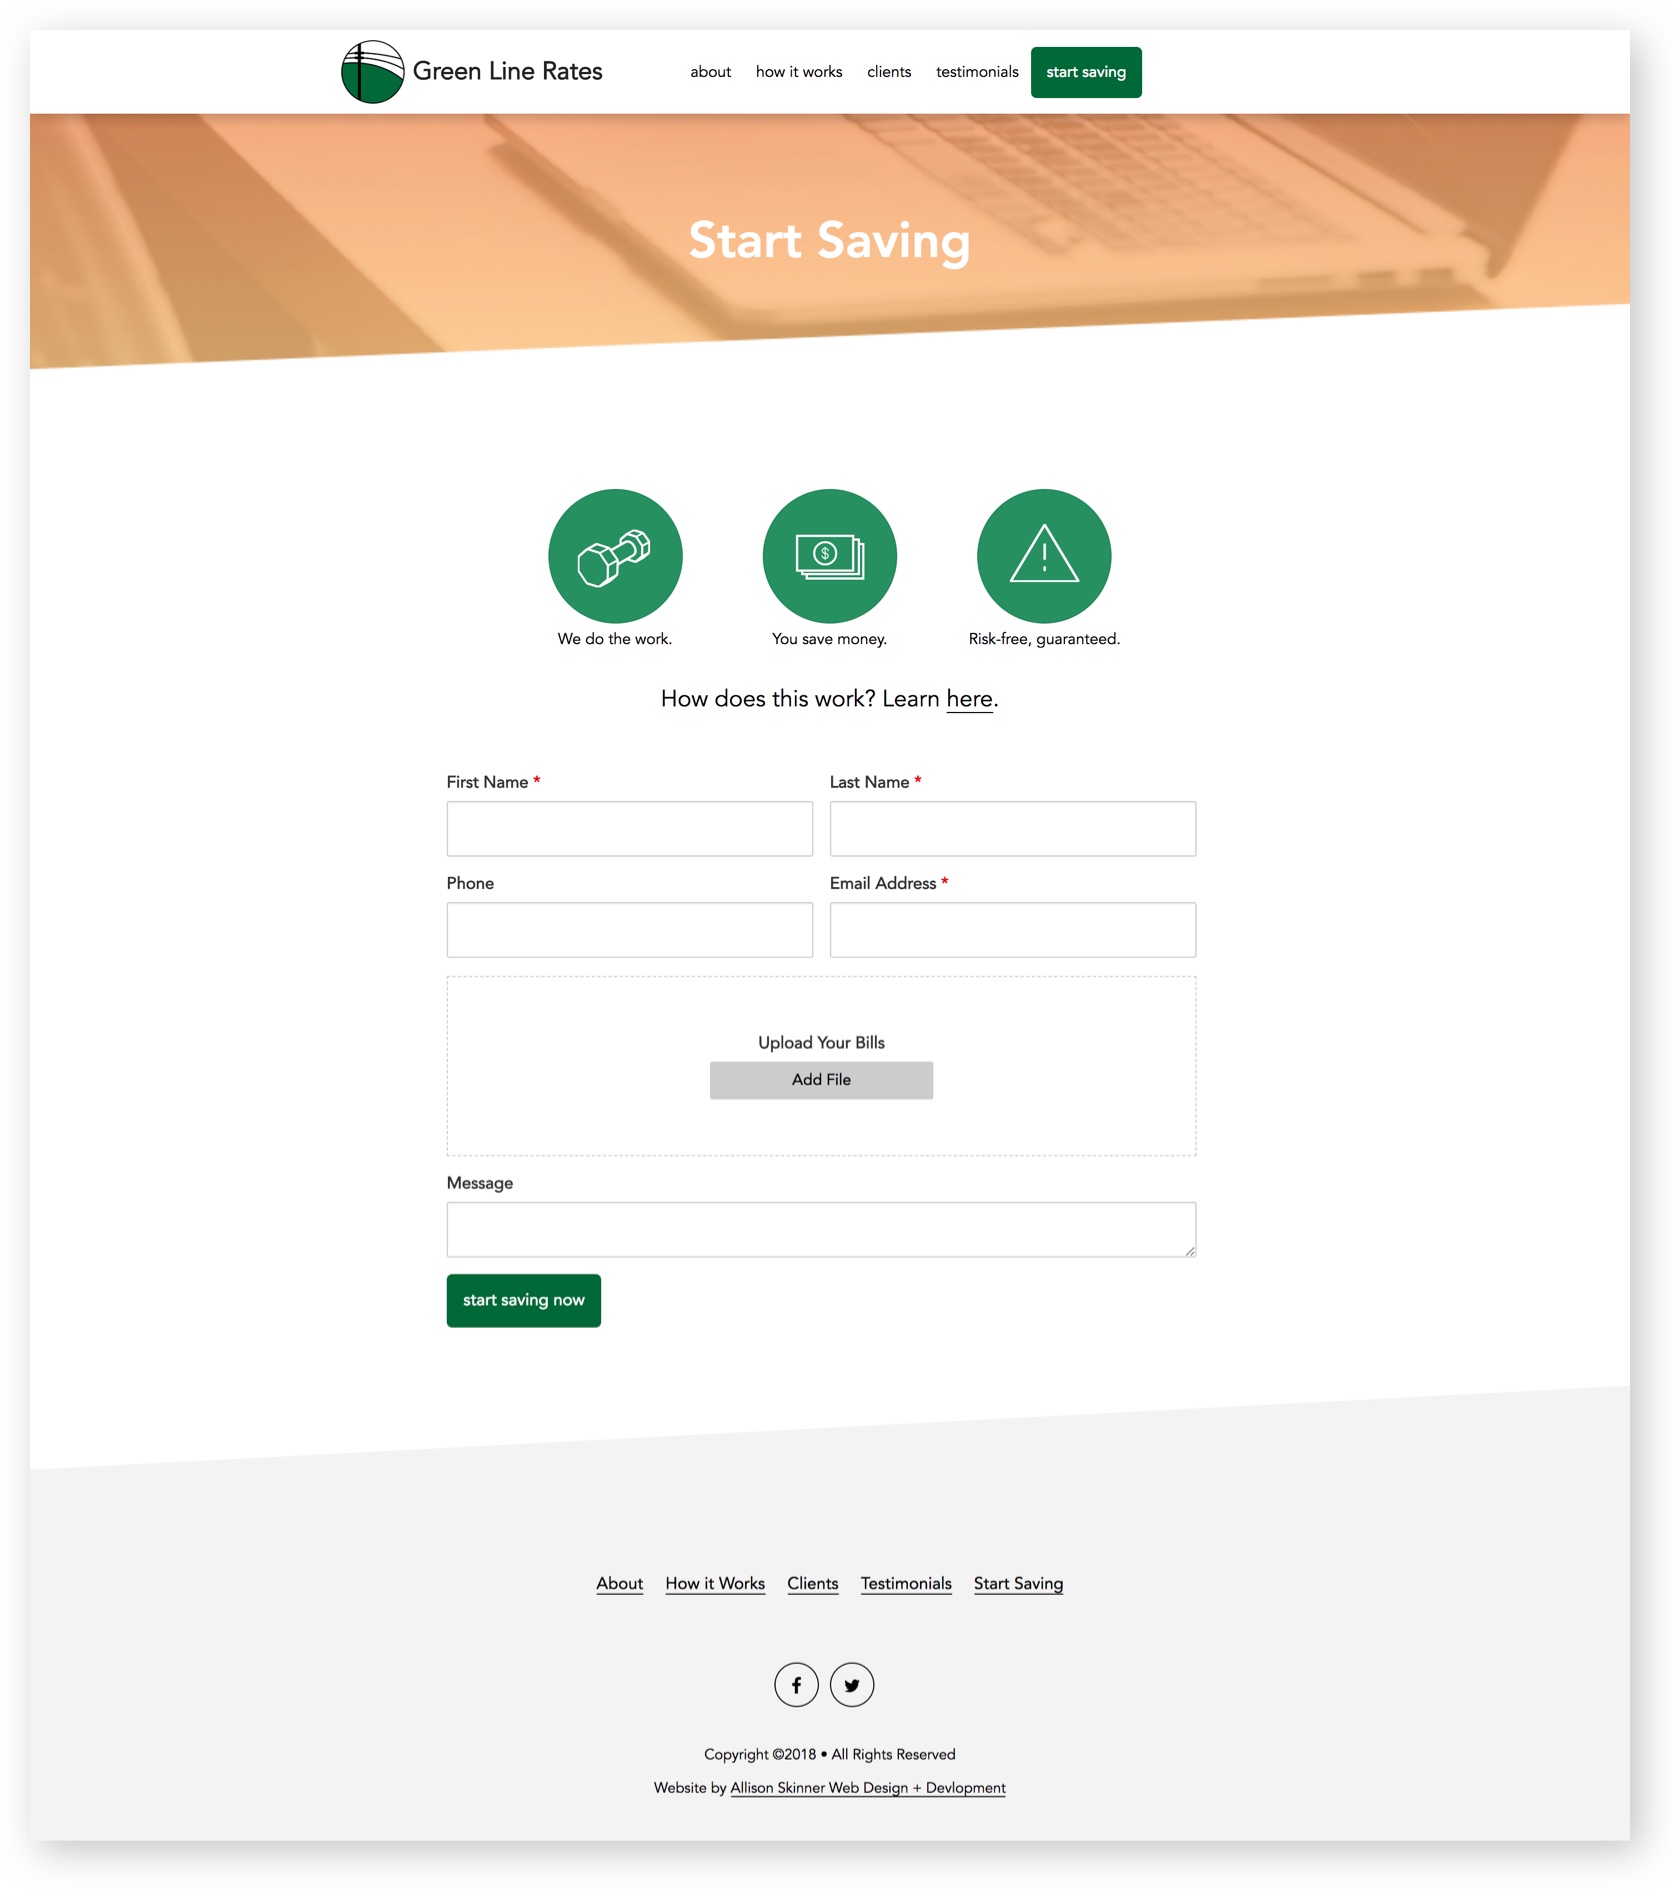 Green Line Rates
about how it works clients testimonials start saving
Start Saving
$
We do the work. You save money. Risk-free, guaranteed.
How does this work? Learn here.
First Name * Last Name *
Phone Email Address *
Upload Your Bills
Add File
Message
start saving now
About How it Works Clients Testimonials Start Saving
Copyright ©2018 • All Rights Reserved
Website by Allison Skinner Web Design + Devlopment